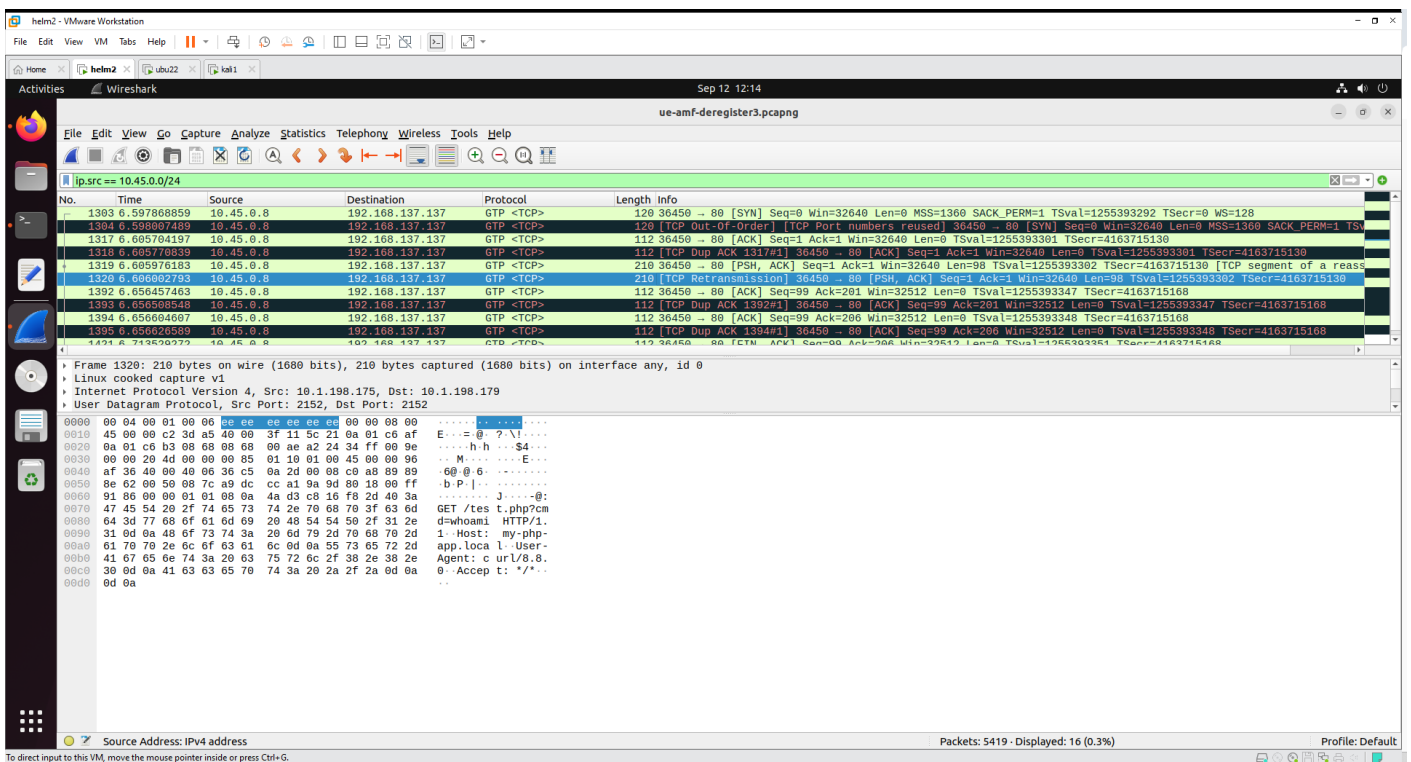 helm2 - VMware Workstation
File Edit View VM Tabs Help
Home helm2 ubu22 kali1
Activities Wireshark Sep 12 12:14
ue-amf-deregister3.pcapng
File Edit View Go Capture Analyze Statistics Telephony Wireless Tools Help
ip.src == 10.45.0.0/24
No. Time Source Destination Protocol Length Info
1303 6.597868859 10.45.0.8 192.168.137.137 GTP <TCP> 120 36450 → 80 [SYN] Seq=0 Win=32640 Len=0 MSS=1360 SACK_PERM=1 TSval=1255393292 TSecr=0 WS=128
1304 6.598007489 10.45.0.8 192.168.137.137 GTP <TCP> 120 [TCP Out-Of-Order] [TCP Port numbers reused] 36450 → 80 [SYN] Seq=0 Win=32640 Len=0 MSS=1360 SACK_PERM=1 TSv
1317 6.605704197 10.45.0.8 192.168.137.137 GTP <TCP> 112 36450 → 80 [ACK] Seq=1 Ack=1 Win=32640 Len=0 TSval=1255393301 TSecr=4163715130
1318 6.605770839 10.45.0.8 192.168.137.137 GTP <TCP> 112 [TCP Dup ACK 1317#1] 36450 → 80 [ACK] Seq=1 Ack=1 Win=32640 Len=0 TSval=1255393301 TSecr=4163715130
1319 6.605976183 10.45.0.8 192.168.137.137 GTP <TCP> 210 36450 → 80 [PSH, ACK] Seq=1 Ack=1 Win=32640 Len=98 TSval=1255393302 TSecr=4163715130 [TCP segment of a reass
1320 6.606002793 10.45.0.8 192.168.137.137 GTP <TCP> 210 [TCP Retransmission] 36450 → 80 [PSH, ACK] Seq=1 Ack=1 Win=32640 Len=98 TSval=1255393302 TSecr=4163715130
1392 6.656457463 10.45.0.8 192.168.137.137 GTP <TCP> 112 36450 → 80 [ACK] Seq=99 Ack=201 Win=32512 Len=0 TSval=1255393347 TSecr=4163715168
1393 6.656508548 10.45.0.8 192.168.137.137 GTP <TCP> 112 [TCP Dup ACK 1392#1] 36450 → 80 [ACK] Seq=99 Ack=201 Win=32512 Len=0 TSval=1255393347 TSecr=4163715168
1394 6.656604607 10.45.0.8 192.168.137.137 GTP <TCP> 112 36450 → 80 [ACK] Seq=99 Ack=206 Win=32512 Len=0 TSval=1255393348 TSecr=4163715168
1395 6.656626589 10.45.0.8 192.168.137.137 GTP <TCP> 112 [TCP Dup ACK 1394#1] 36450 → 80 [ACK] Seq=99 Ack=206 Win=32512 Len=0 TSval=1255393348 TSecr=4163715168
1421 6.713529272 10.45.0.8 192.168.137.137 GTP <TCP> 112 36450 → 80 [FIN, ACK] Seq=99 Ack=206 Win=32512 Len=0 TSval=1255393351 TSecr=4163715168
Frame 1320: 210 bytes on wire (1680 bits), 210 bytes captured (1680 bits) on interface any, id 0
Linux cooked capture v1
Internet Protocol Version 4, Src: 10.1.198.175, Dst: 10.1.198.179
User Datagram Protocol, Src Port: 2152, Dst Port: 2152
0000 00 04 00 01 00 06 ee ee ee ee ee ee 00 00 08 00 ········ ········
0010 45 00 00 c2 3d a5 40 00 3f 11 5c 21 0a 01 c6 af E···=·@· ?·\!····
0020 0a 01 c6 b3 08 68 08 68 00 ae a2 24 34 ff 00 9e ·····h·h ···$4···
0030 00 00 20 4d 00 00 00 85 01 10 01 00 45 00 00 96 ·· M···· ····E···
0040 af 36 40 00 40 06 36 c5 0a 2d 00 08 c0 a8 89 89 ·6@·@·6· ·-······
0050 8e 62 00 50 08 7c a9 dc cc a1 9a 9d 80 18 00 ff ·b·P·|·· ········
0060 91 86 00 00 01 01 08 0a 4a d3 c8 16 f8 2d 40 3a ········ J····-@:
0070 47 45 54 20 2f 74 65 73 74 2e 70 68 70 3f 63 6d GET /tes t.php?cm
0080 64 3d 77 68 6f 61 6d 69 20 48 54 54 50 2f 31 2e d=whoami HTTP/1.
0090 31 0d 0a 48 6f 73 74 3a 20 6d 79 2d 70 68 70 2d 1··Host: my-php-
00a0 61 70 70 2e 6c 6f 63 61 6c 0d 0a 55 73 65 72 2d app.loca l··User-
00b0 41 67 65 6e 74 3a 20 63 75 72 6c 2f 38 2e 38 2e Agent: c url/8.8.
00c0 30 0d 0a 41 63 63 65 70 74 3a 20 2a 2f 2a 0d 0a 0··Accep t: */*··
00d0 0d 0a ··
Source Address: IPv4 address Packets: 5419 · Displayed: 16 (0.3%) Profile: Default
To direct input to this VM, move the mouse pointer inside or press Ctrl+G.